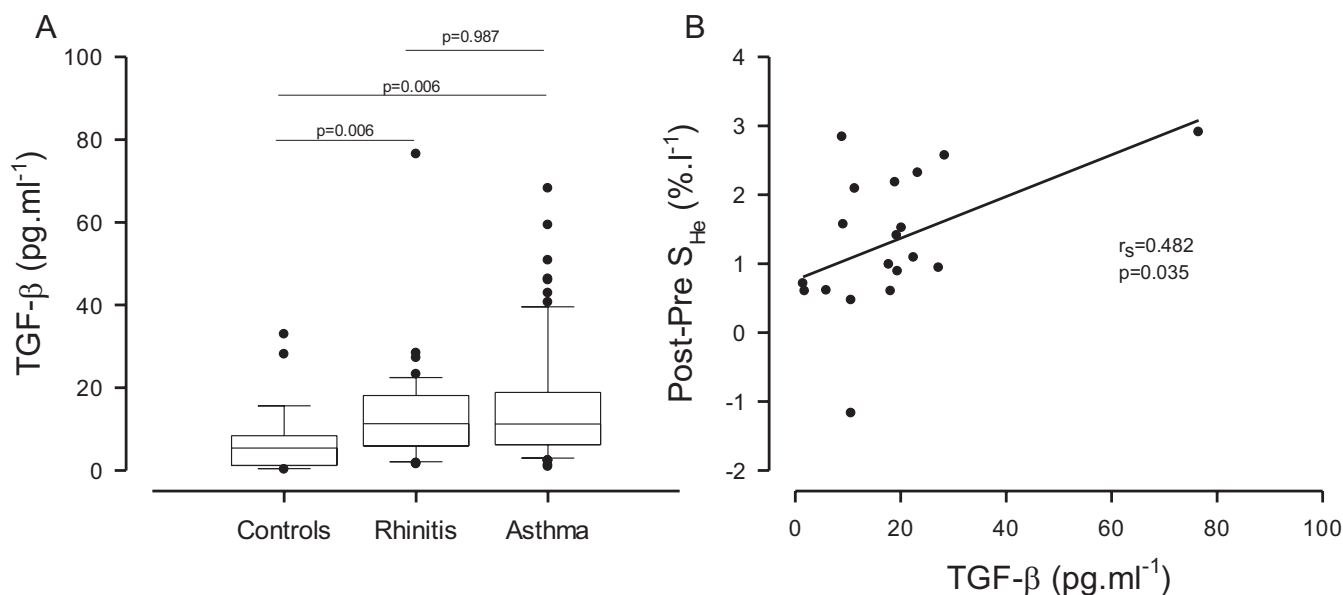 A
p=0.987
p=0.006
p=0.006
TGF-β (pg.ml⁻¹)
100
80
60
40
20
0
Controls Rhinitis Asthma
B
Post-Pre S_He (%.l⁻¹)
4
3
2
1
0
-1
-2
r_s=0.482
p=0.035
0 20 40 60 80 100
TGF-β (pg.ml⁻¹)